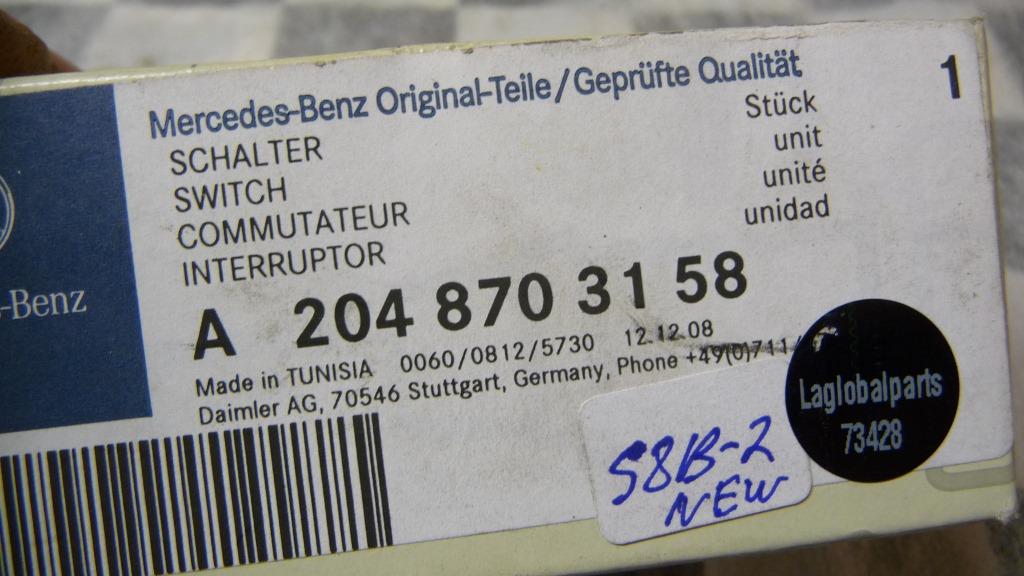 Mercedes-Benz Original-Teile/Geprüfte Qualität
1
SCHALTER
Stück
SWITCH
unit
COMMUTATEUR
unité
INTERRUPTOR
unidad
A 204 870 31 58
Made in TUNISIA 0060/0812/5730 12.12.08
Daimler AG, 70546 Stuttgart, Germany, Phone +49(0)711/
-Benz
Laglobalparts
73428
S8B-2
NEW